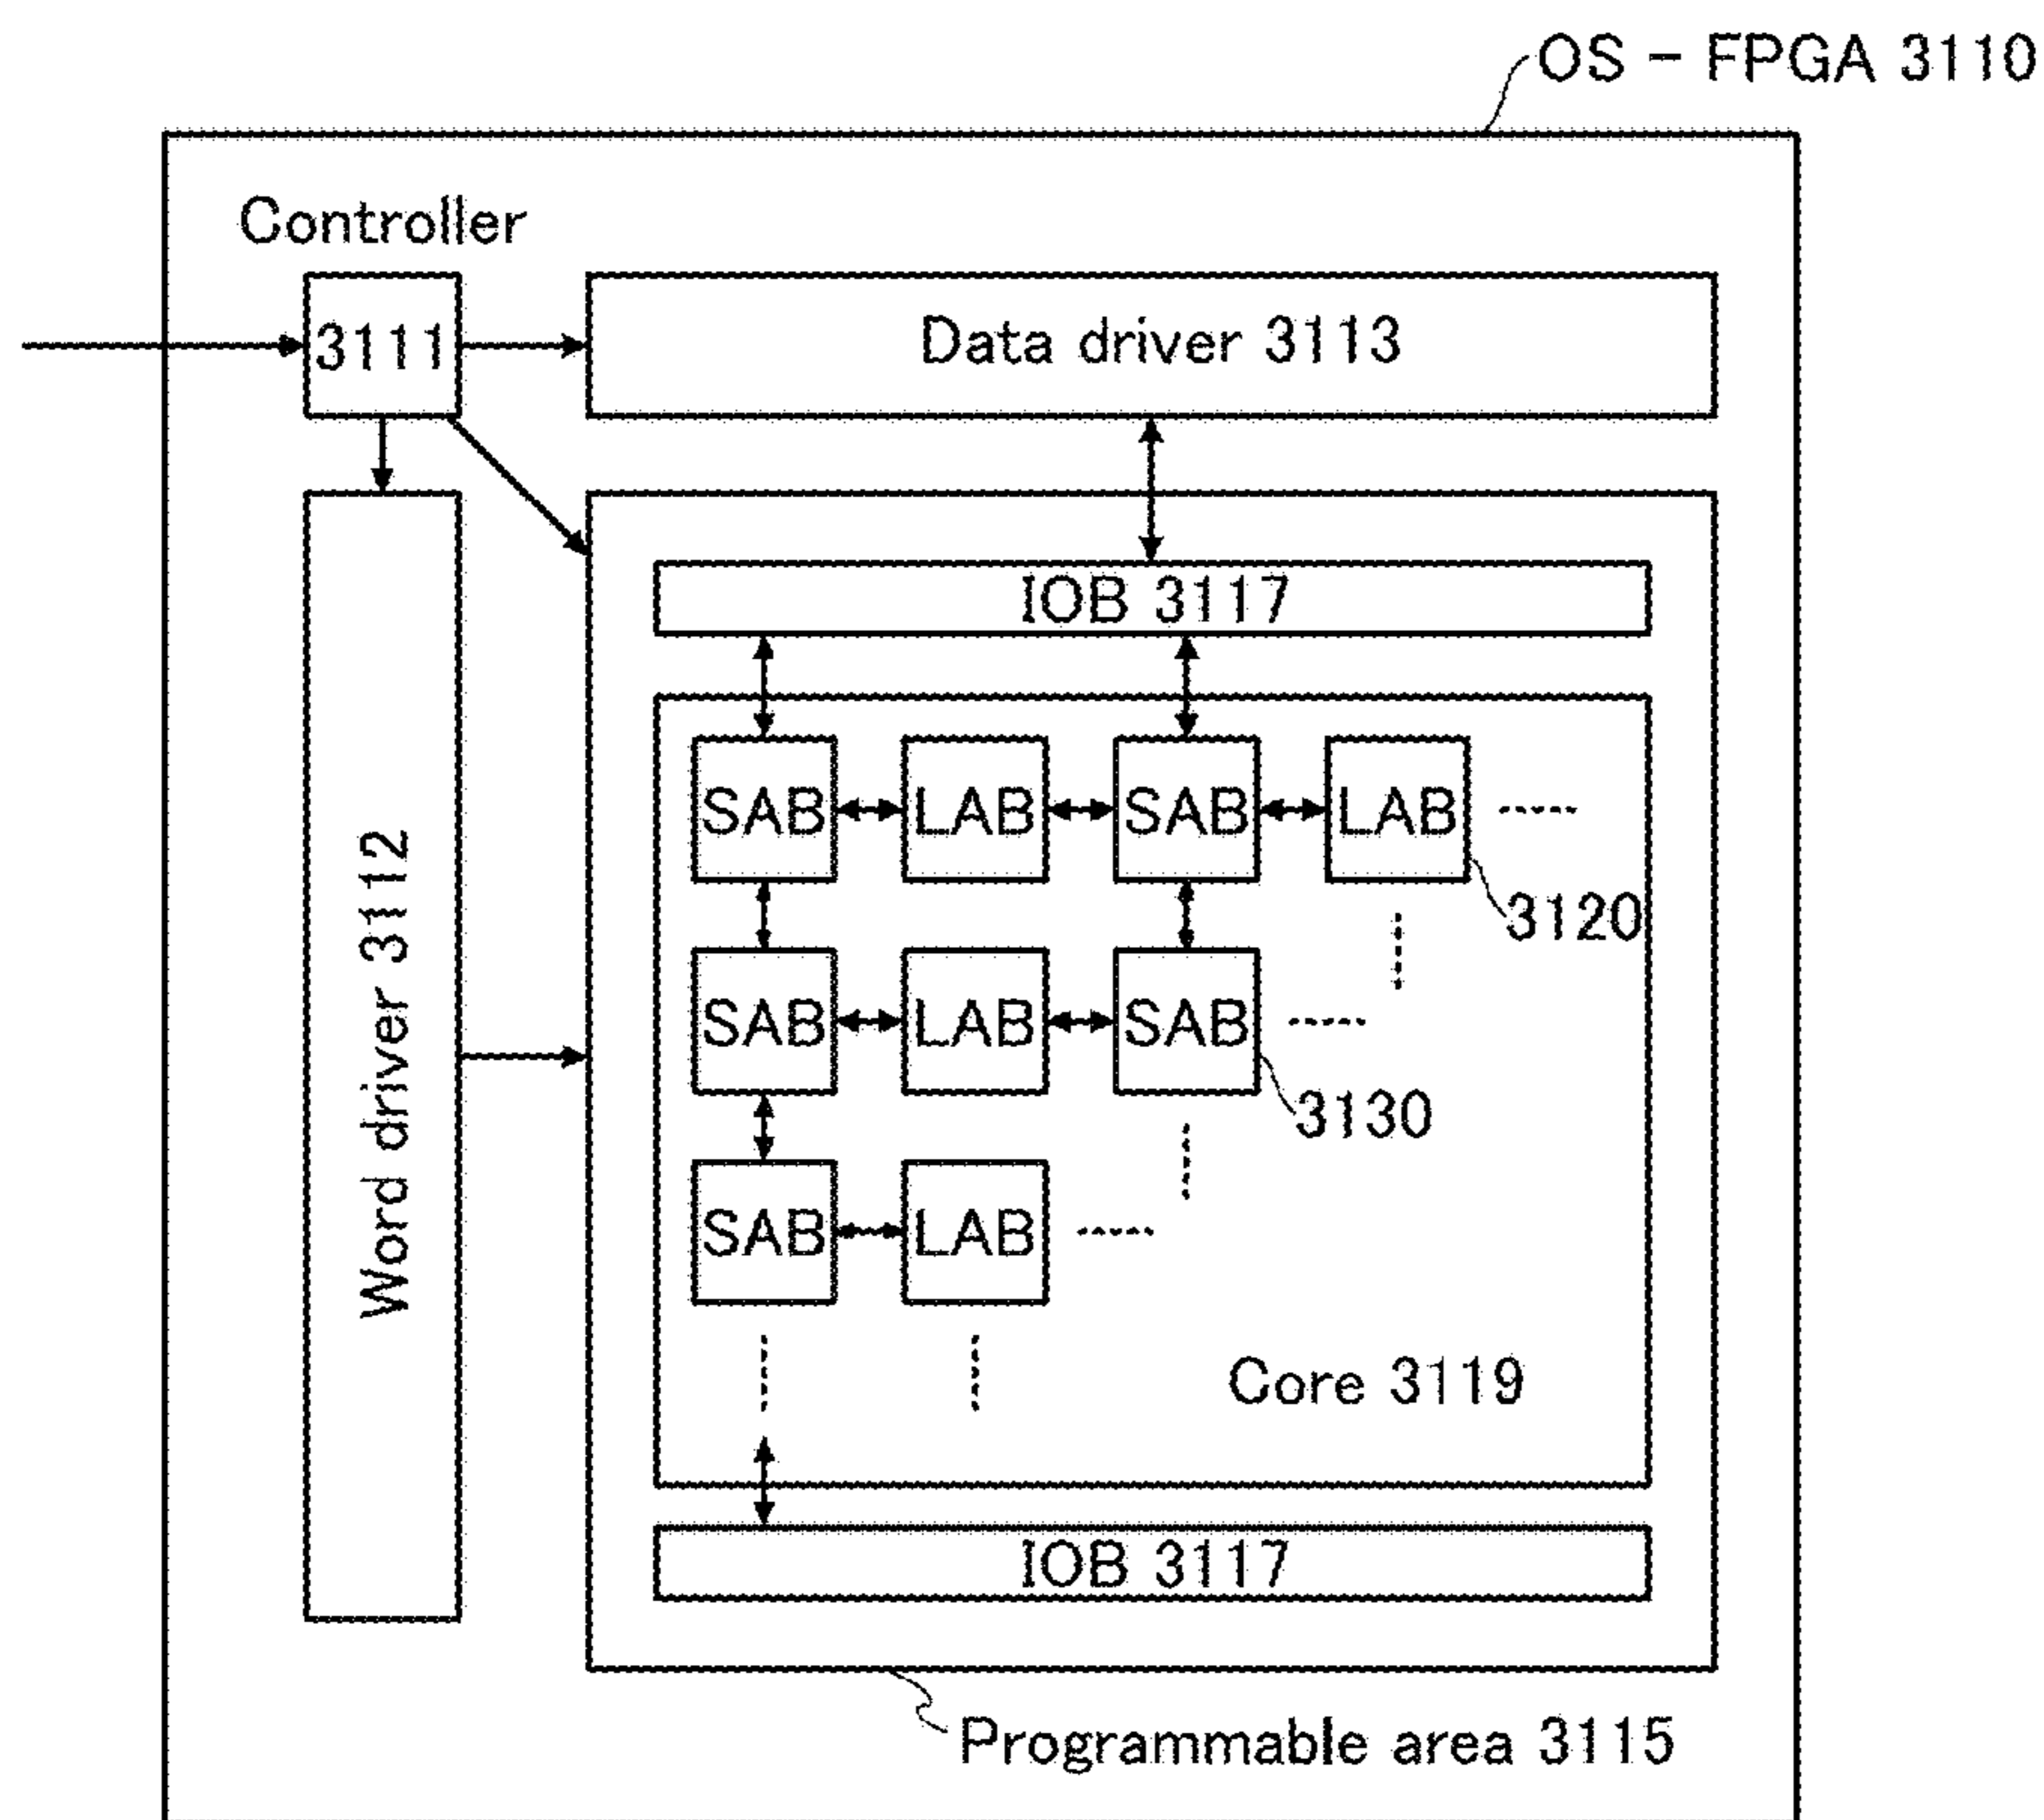 OS - FPGA 3110
Controller
3111
Data driver 3113
Word driver 3112
IOB 3117
SAB LAB SAB LAB
3120
SAB LAB SAB
3130
SAB LAB
Core 3119
IOB 3117
Programmable area 3115